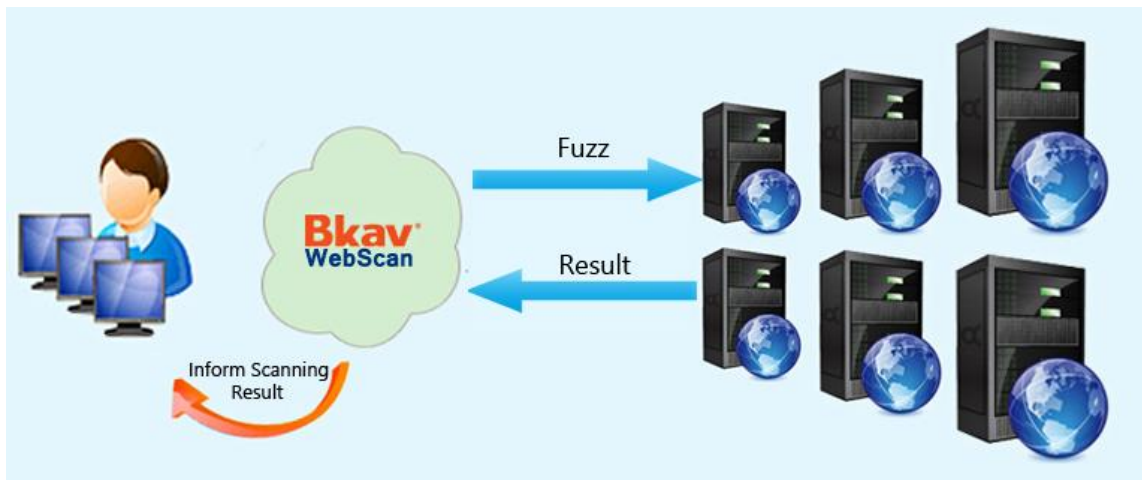 Fuzz
Bkav®
WebScan
Result
Inform Scanning
Result